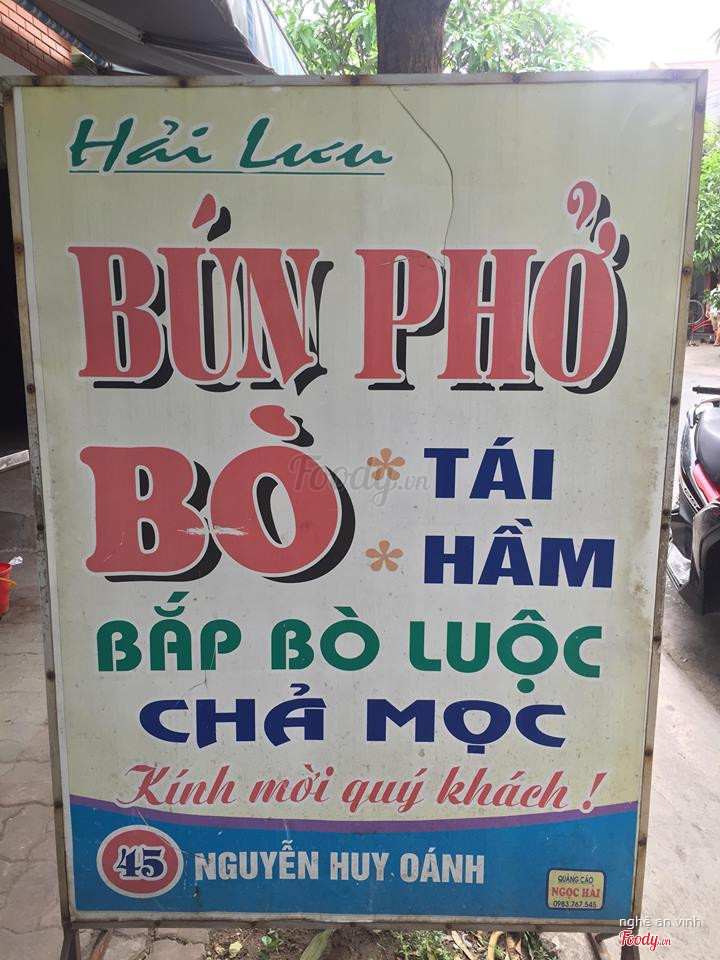 Hải Lưu
BÚN PHỞ
BÒ * TÁI
* HẦM
BẮP BÒ LUỘC
CHẢ MỌC
Kính mời quý khách !
45 NGUYỄN HUY OÁNH
QUẢNG CÁO
NGỌC HẢI
0983.767.545
Foody.vn
nghệ an vinh
Foody.vn